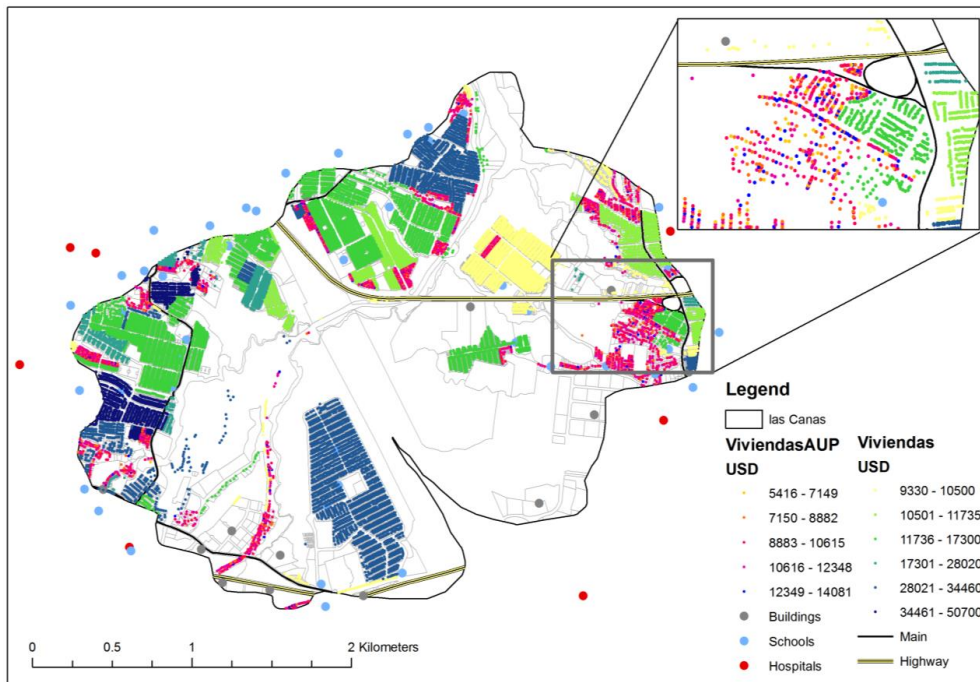 Legend
las Canas
ViviendasAUP
USD
5416 - 7149
7150 - 8882
8883 - 10615
10616 - 12348
12349 - 14081
Buildings
Schools
Hospitals
Viviendas
USD
9330 - 10500
10501 - 11735
11736 - 17300
17301 - 28020
28021 - 34460
34461 - 50700
Main
Highway
0 0.5 1 2 Kilometers